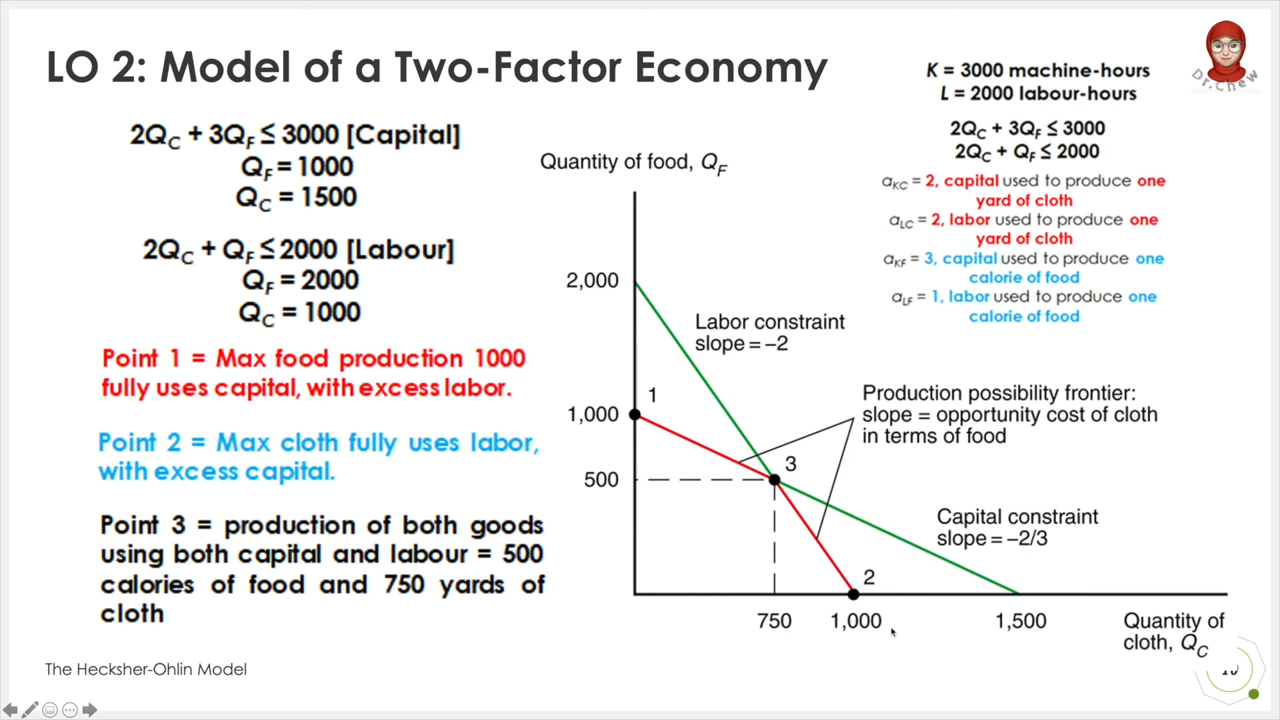 LO 2: Model of a Two-Factor Economy
Dr.Chew
2Q_C + 3Q_F ≤ 3000 [Capital]
Q_F = 1000
Q_C = 1500
2Q_C + Q_F ≤ 2000 [Labour]
Q_F = 2000
Q_C = 1000
Point 1 = Max food production 1000
fully uses capital, with excess labor.
Point 2 = Max cloth fully uses labor,
with excess capital.
Point 3 = production of both goods
using both capital and labour = 500
calories of food and 750 yards of
cloth
K = 3000 machine-hours
L = 2000 labour-hours
2Q_C + 3Q_F ≤ 3000
2Q_C + Q_F ≤ 2000
a_KC = 2, capital used to produce one
yard of cloth
a_LC = 2, labor used to produce one
yard of cloth
a_KF = 3, capital used to produce one
calorie of food
a_LF = 1, labor used to produce one
calorie of food
Quantity of food, Q_F
2,000
Labor constraint
slope = −2
1
1,000
Production possibility frontier:
slope = opportunity cost of cloth
in terms of food
3
500
Capital constraint
slope = −2/3
2
750
1,000
1,500
Quantity of
cloth, Q_C
The Hecksher-Ohlin Model